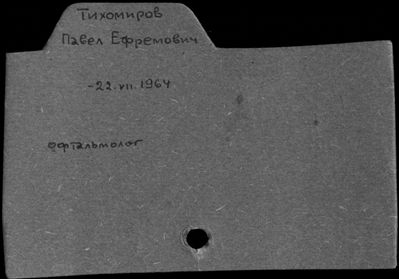 Тихомиров
Павел Ефремович
-22.VII.1964
офтальмолог